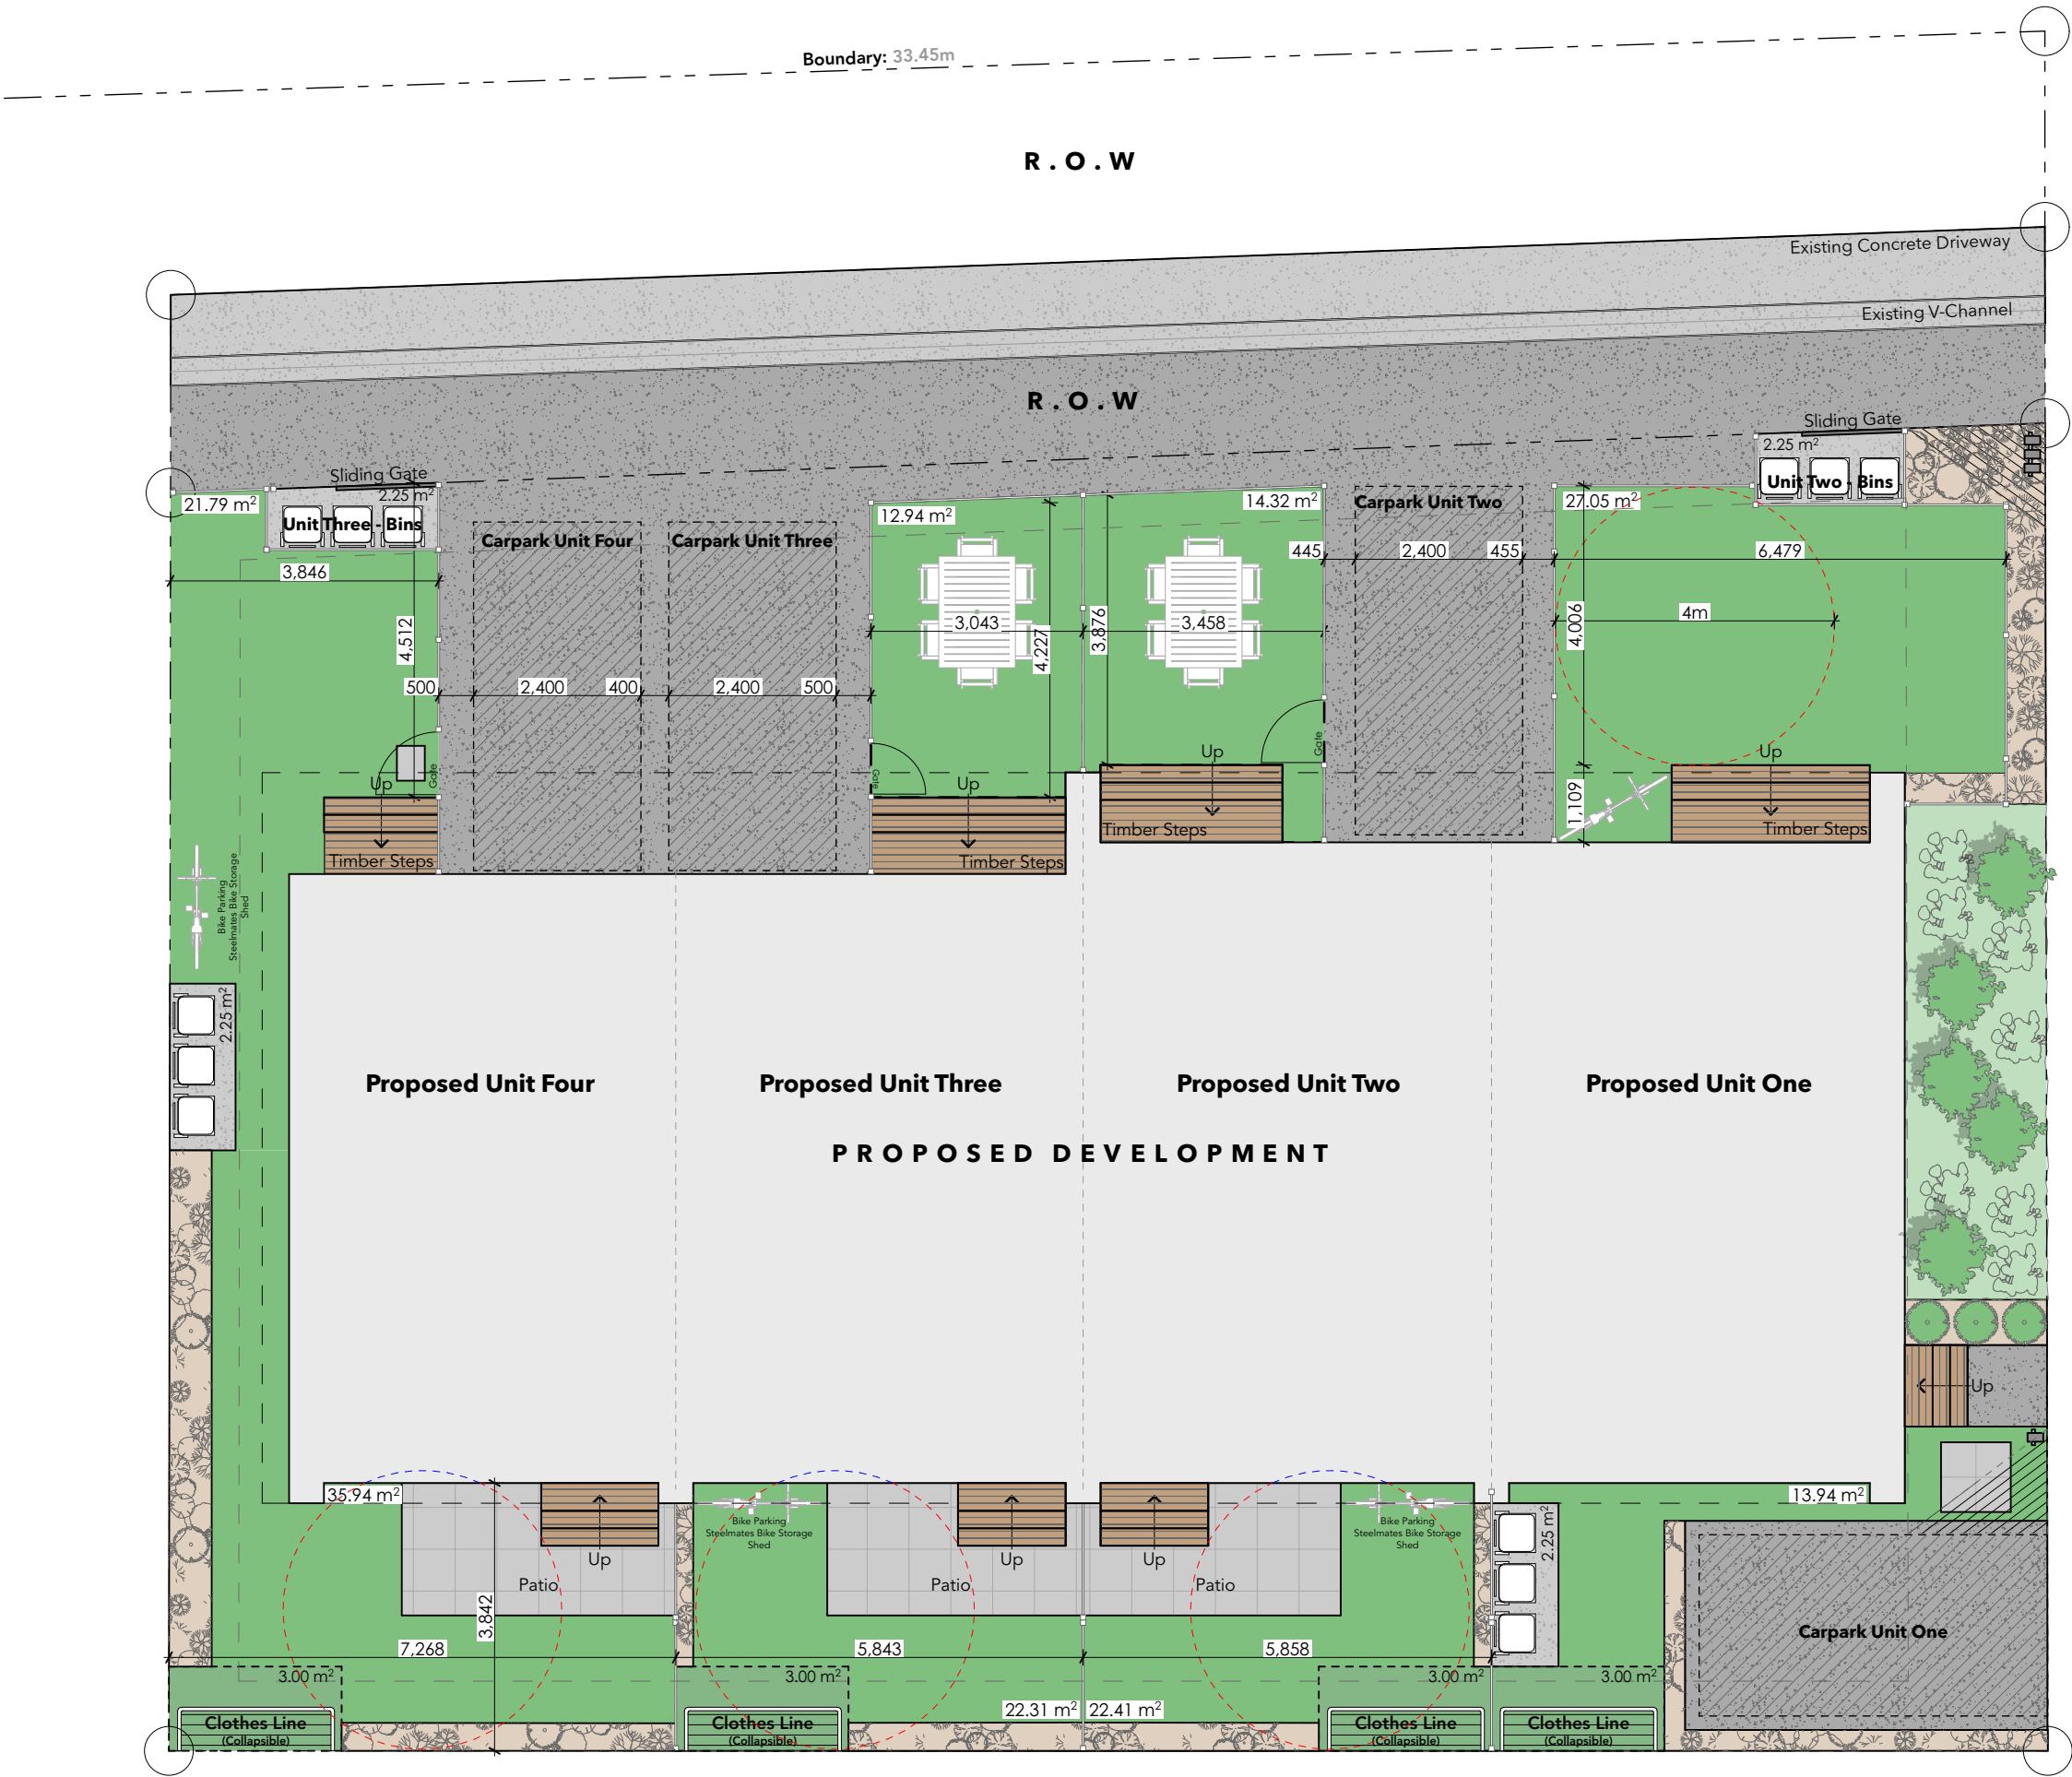 Boundary: 33.45m
R.O.W
Existing Concrete Driveway
Existing V-Channel
R.O.W
Sliding Gate
2.25 m²
Unit Two - Bins
Sliding Gate
2.25 m²
21.79 m²
Unit Three - Bins
12.94 m²
14.32 m²
Carpark Unit Two
27.05 m²
Carpark Unit Four
Carpark Unit Three
445
2,400
455
6,479
3,846
4,512
3,043
4,227
3,876
3,458
4,006
4m
500
2,400
400
2,400
500
Gate
Gate
Gate
Up
Up
Up
Up
1,109
Timber Steps
Timber Steps
Timber Steps
Timber Steps
Bike Parking
Steelmates Bike Storage
Shed
2.25 m²
Proposed Unit Four
Proposed Unit Three
Proposed Unit Two
Proposed Unit One
PROPOSED DEVELOPMENT
Up
35.94 m²
13.94 m²
Bike Parking
Steelmates Bike Storage
Shed
Bike Parking
Steelmates Bike Storage
Shed
2.25 m²
Up
Up
Up
Patio
Patio
Patio
3,842
Carpark Unit One
7,268
5,843
5,858
3.00 m²
3.00 m²
3.00 m²
3.00 m²
22.31 m²
22.41 m²
Clothes Line
(Collapsible)
Clothes Line
(Collapsible)
Clothes Line
(Collapsible)
Clothes Line
(Collapsible)